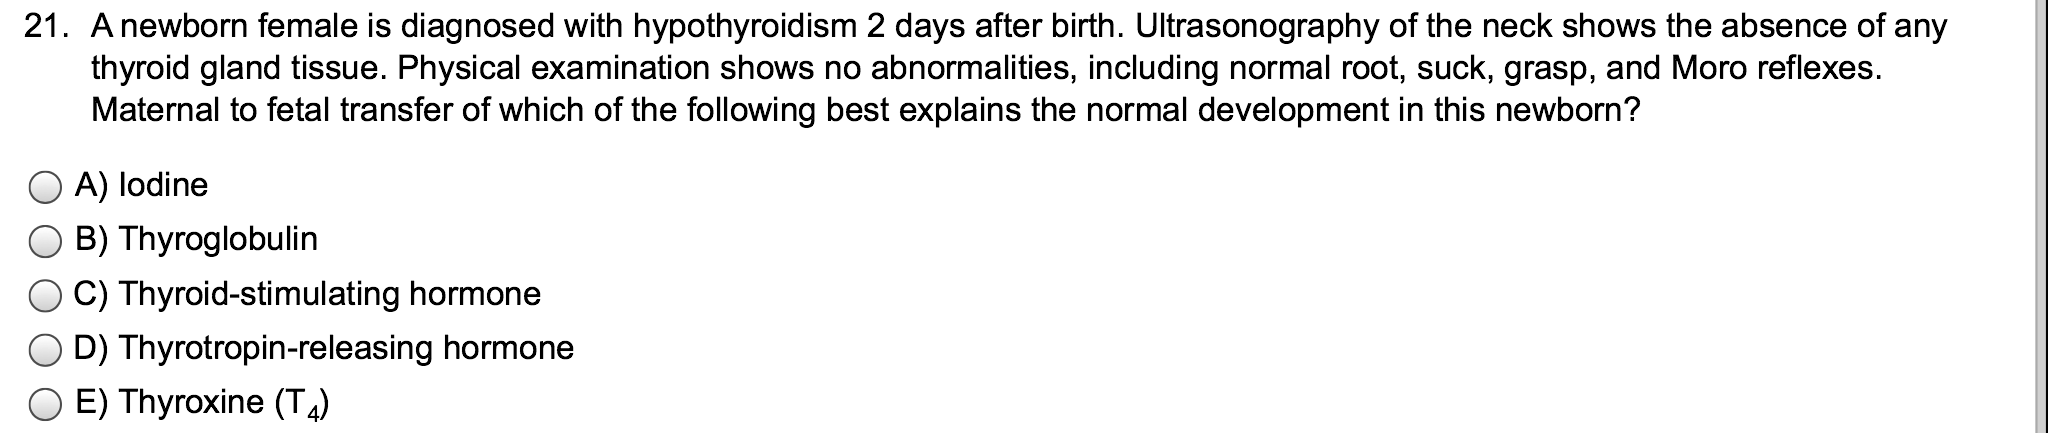 21. A newborn female is diagnosed with hypothyroidism 2 days after birth. Ultrasonography of the neck shows the absence of any
thyroid gland tissue. Physical examination shows no abnormalities, including normal root, suck, grasp, and Moro reflexes.
Maternal to fetal transfer of which of the following best explains the normal development in this newborn?
A) Iodine
B) Thyroglobulin
C) Thyroid-stimulating hormone
D) Thyrotropin-releasing hormone
E) Thyroxine (T₄)